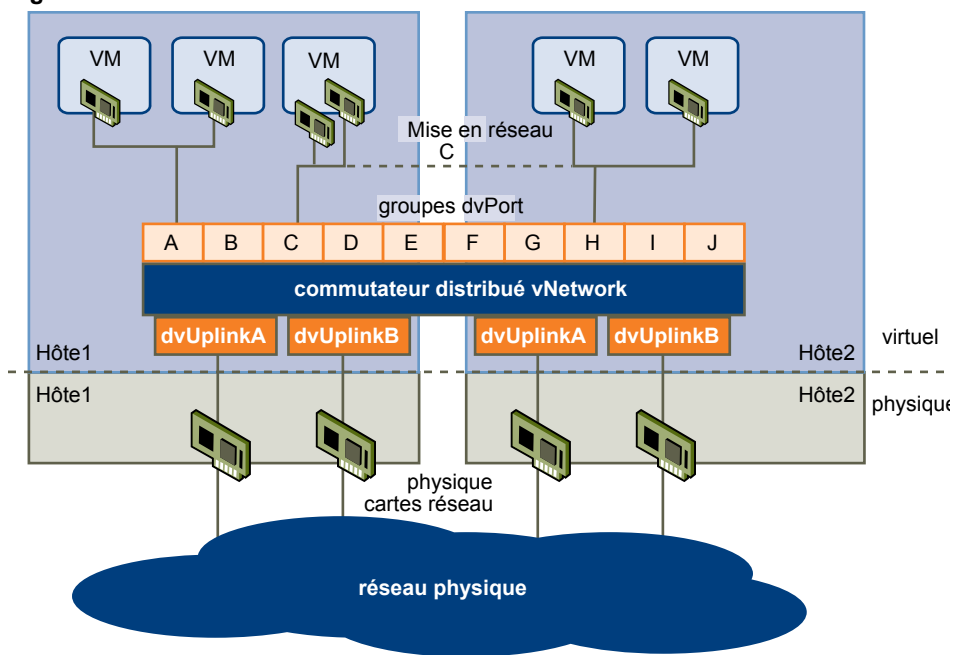 g
VM VM VM VM VM
Mise en réseau
C
groupes dvPort
A B C D E F G H I J
commutateur distribué vNetwork
dvUplinkA dvUplinkB dvUplinkA dvUplinkB
Hôte1 Hôte2 virtuel
Hôte1 Hôte2 physique
physique
cartes réseau
réseau physique